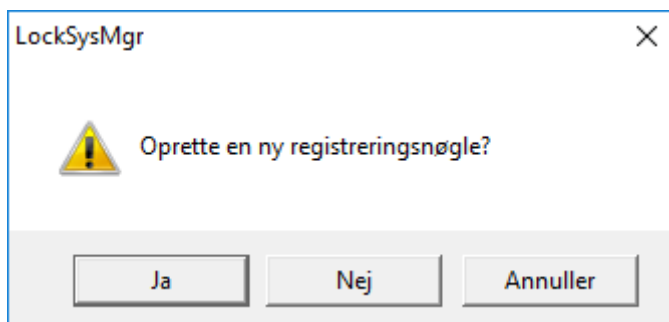 LockSysMgr
Oprette en ny registreringsnøgle?
Ja
Nej
Annuller